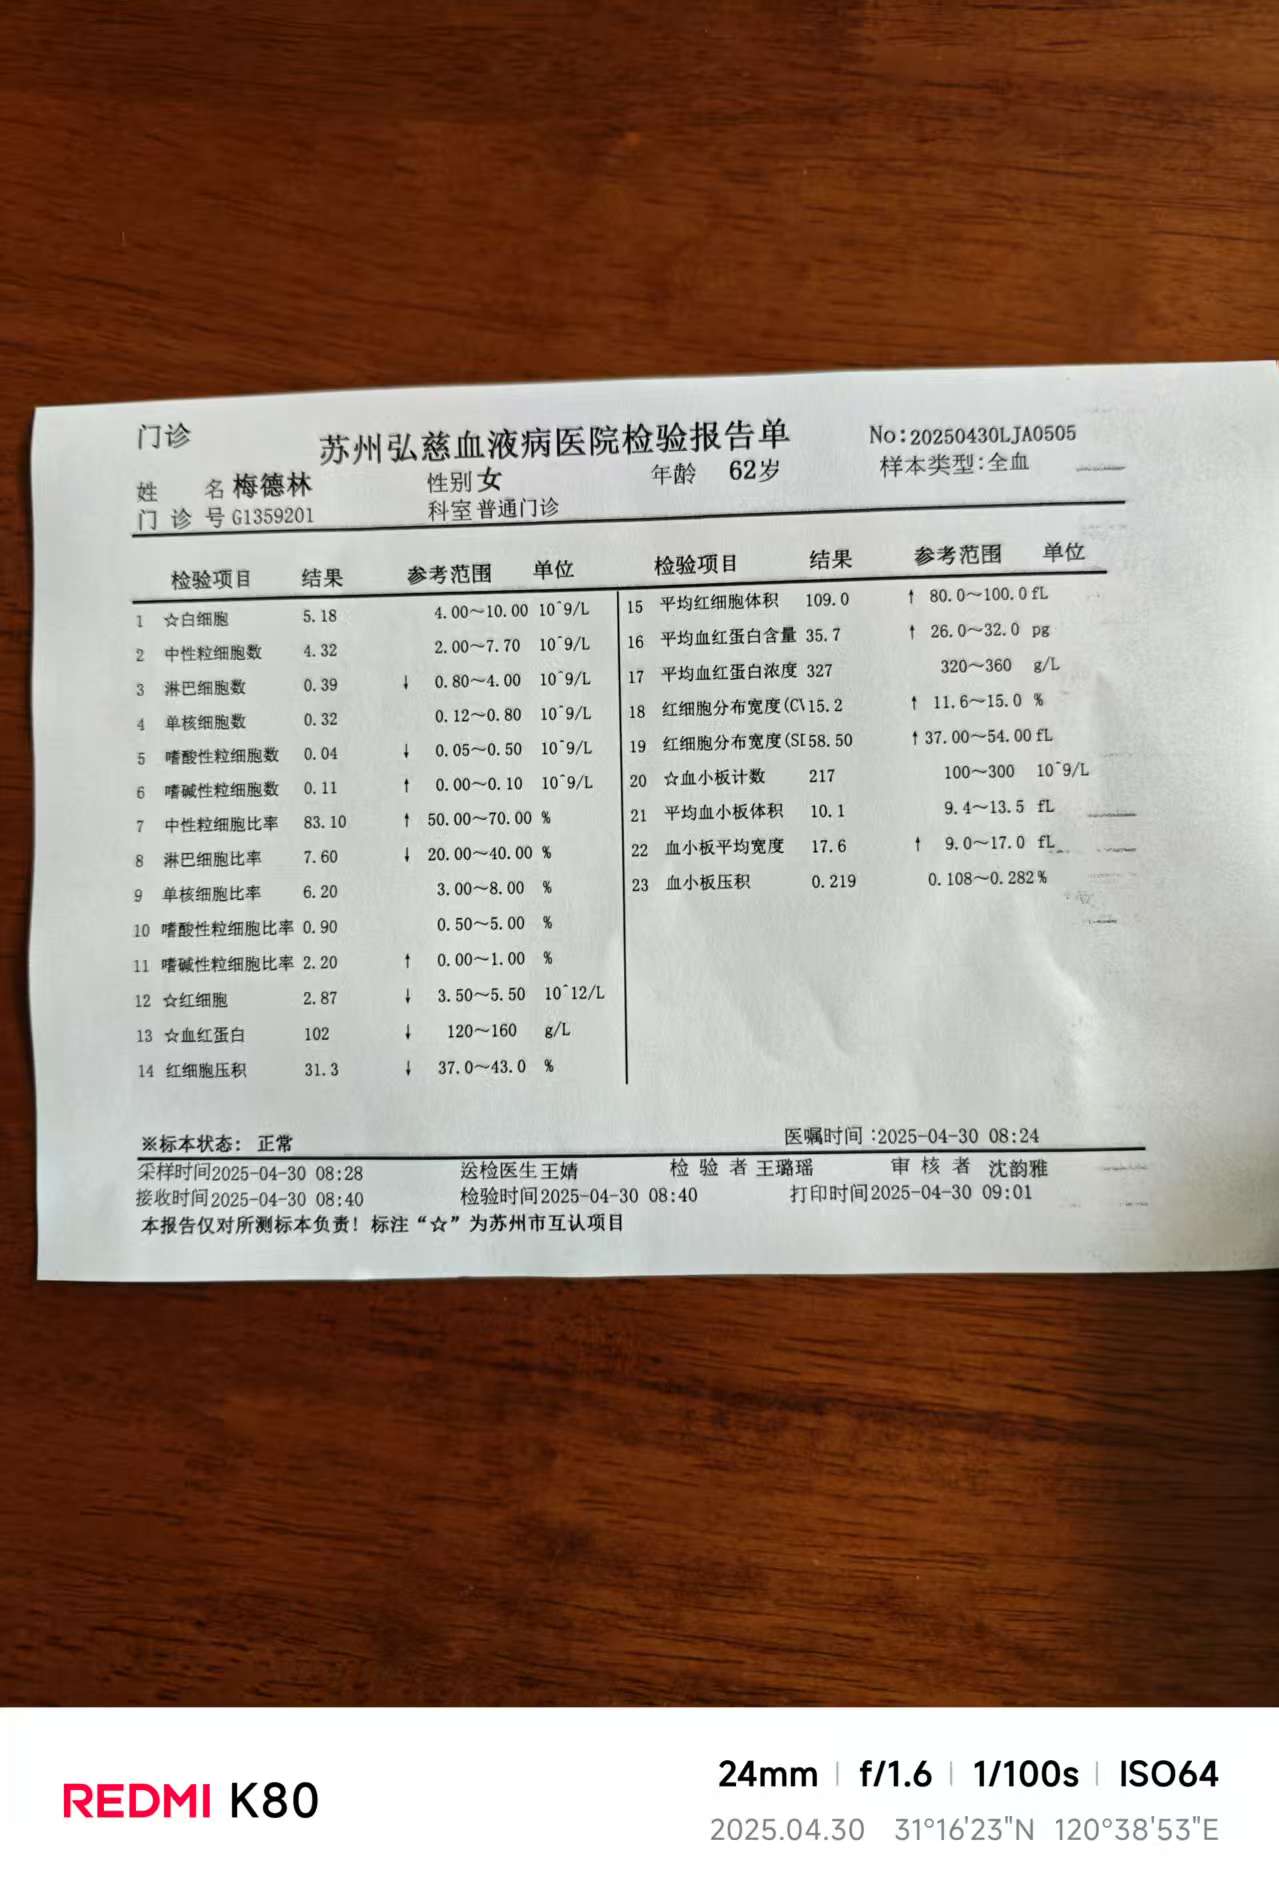 门诊
苏州弘慈血液病医院检验报告单
No:20250430LJA0505
姓 名 梅德林 性别 女 年龄 62岁 样本类型:全血
门 诊 号 G1359201 科室 普通门诊
检验项目 结果 参考范围 单位
1 ☆白细胞 5.18 4.00~10.00 10^9/L
2 中性粒细胞数 4.32 2.00~7.70 10^9/L
3 淋巴细胞数 0.39 ↓ 0.80~4.00 10^9/L
4 单核细胞数 0.32 0.12~0.80 10^9/L
5 嗜酸性粒细胞数 0.04 ↓ 0.05~0.50 10^9/L
6 嗜碱性粒细胞数 0.11 ↑ 0.00~0.10 10^9/L
7 中性粒细胞比率 83.10 ↑ 50.00~70.00 %
8 淋巴细胞比率 7.60 ↓ 20.00~40.00 %
9 单核细胞比率 6.20 3.00~8.00 %
10 嗜酸性粒细胞比率 0.90 0.50~5.00 %
11 嗜碱性粒细胞比率 2.20 ↑ 0.00~1.00 %
12 ☆红细胞 2.87 ↓ 3.50~5.50 10^12/L
13 ☆血红蛋白 102 ↓ 120~160 g/L
14 红细胞压积 31.3 ↓ 37.0~43.0 %
检验项目 结果 参考范围 单位
15 平均红细胞体积 109.0 ↑ 80.0~100.0 fL
16 平均血红蛋白含量 35.7 ↑ 26.0~32.0 pg
17 平均血红蛋白浓度 327 320~360 g/L
18 红细胞分布宽度(CV 15.2 ↑ 11.6~15.0 %
19 红细胞分布宽度(SD 58.50 ↑ 37.00~54.00 fL
20 ☆血小板计数 217 100~300 10^9/L
21 平均血小板体积 10.1 9.4~13.5 fL
22 血小板平均宽度 17.6 ↑ 9.0~17.0 fL
23 血小板压积 0.219 0.108~0.282 %
※标本状态: 正常 医嘱时间:2025-04-30 08:24
采样时间2025-04-30 08:28 送检医生 王婧 检 验 者 王璐瑶 审 核 者 沈韵雅
接收时间2025-04-30 08:40 检验时间2025-04-30 08:40 打印时间2025-04-30 09:01
本报告仅对所测标本负责! 标注“☆”为苏州市互认项目
REDMI K80
24mm | f/1.6 | 1/100s | ISO64
2025.04.30 31°16'23"N 120°38'53"E